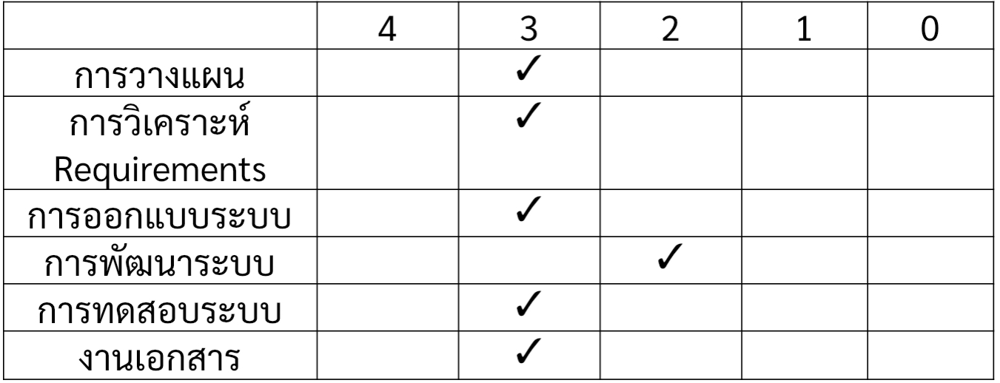 4 3 2 1 0
การวางแผน ✓
การวิเคราะห์ ✓
Requirements
การออกแบบระบบ ✓
การพัฒนาระบบ ✓
การทดสอบระบบ ✓
งานเอกสาร ✓